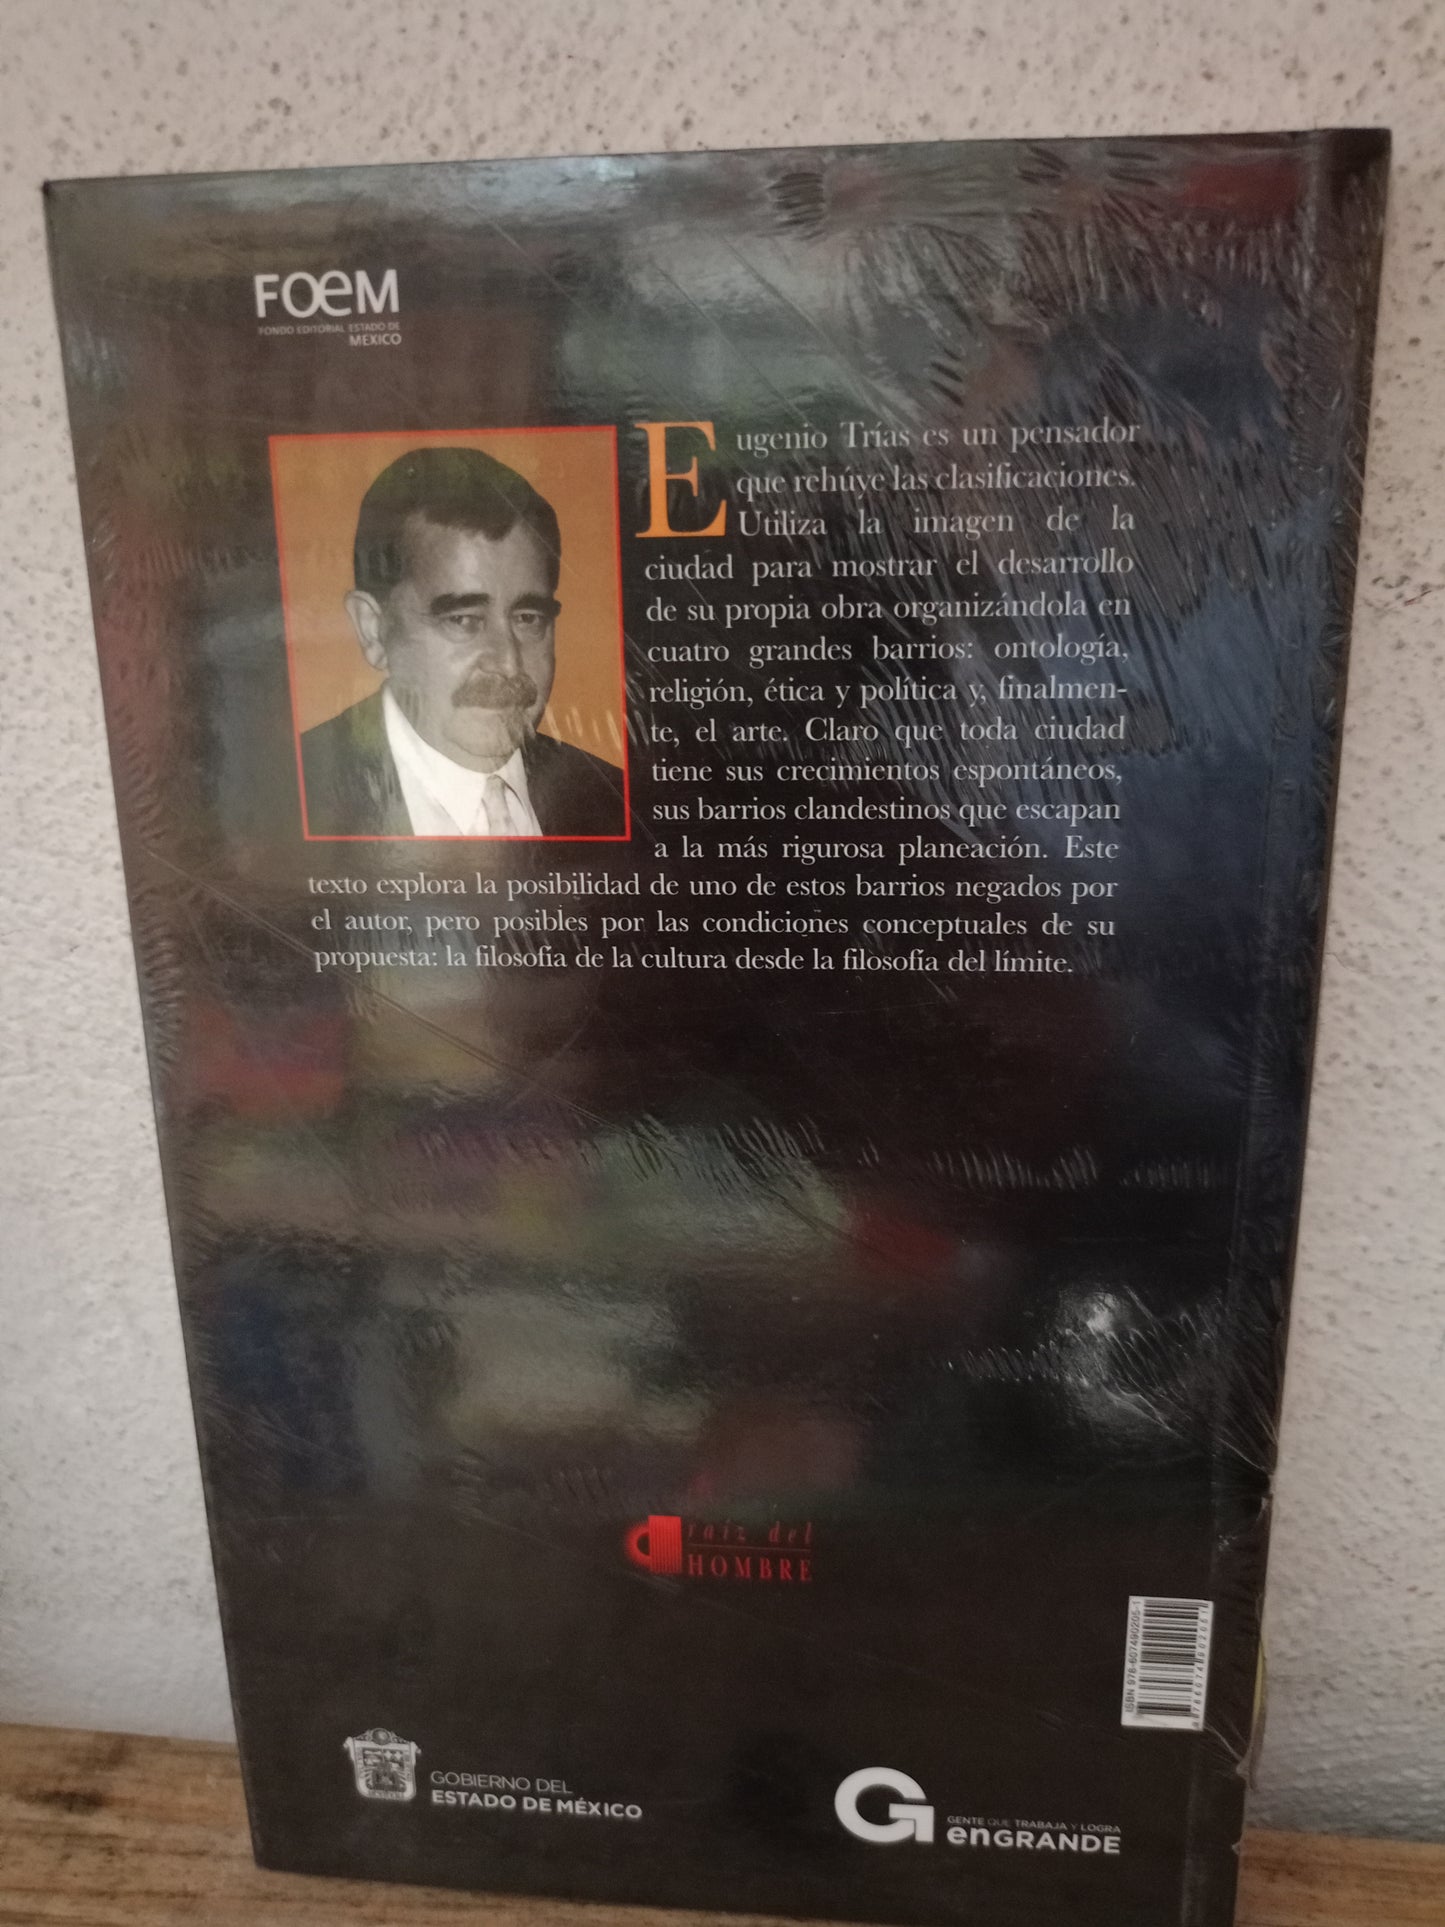 FOEM
FONDO EDITORIAL ESTADO DE
MÉXICO
Eugenio Trías es un pensador
que rehúye las clasificaciones.
Utiliza la imagen de la
ciudad para mostrar el desarrollo
de su propia obra organizándola en
cuatro grandes barrios: ontología,
religión, ética y política y, finalmen-
te, el arte. Claro que toda ciudad
tiene sus crecimientos espontáneos,
sus barrios clandestinos que escapan
a la más rigurosa planeación. Este
texto explora la posibilidad de uno de estos barrios negados por
el autor, pero posibles por las condiciones conceptuales de su
propuesta: la filosofía de la cultura desde la filosofía del límite.
raíz del
HOMBRE
ISBN 978-607490205-1
GOBIERNO DEL
ESTADO DE MÉXICO
G
GENTE QUE TRABAJA Y LOGRA
enGRANDE